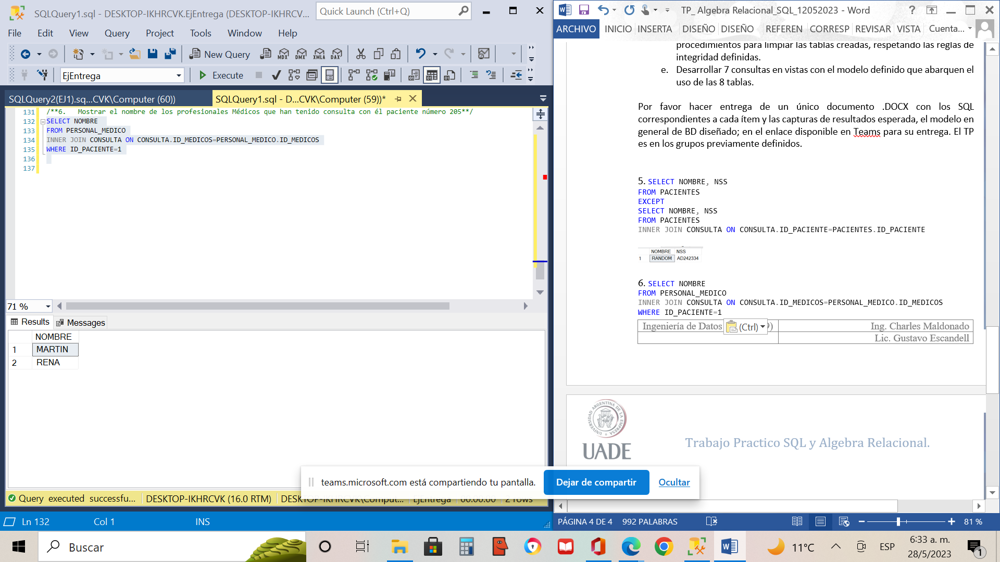 SQLQuery1.sql - DESKTOP-IKHRCVK.EjEntrega (DESKTOP-IKHRCV...
Quick Launch (Ctrl+Q)
File Edit View Query Project Tools Window Help
New Query
MDX DMX XMLA DAX
EjEntrega
Execute
SQLQuery2(EJ1).sq...CVK\Computer (60))
SQLQuery1.sql - D...CVK\Computer (59))*
131 /**6. Mostrar el nombre de los profesionales Médicos que han tenido consulta con él paciente número 205**/
132 SELECT NOMBRE
133 FROM PERSONAL_MEDICO
134 INNER JOIN CONSULTA ON CONSULTA.ID_MEDICOS=PERSONAL_MEDICO.ID_MEDICOS
135 WHERE ID_PACIENTE=1
136
137
71 %
Results Messages
NOMBRE
1 MARTIN
2 RENA
Query executed successfu... DESKTOP-IKHRCVK (16.0 RTM) DESKTOP-IKHRCVK\Comput... EjEntrega 00:00:00 2 rows
Ln 132 Col 1 INS
TP_ Algebra Relacional_SQL_12052023 - Word
ARCHIVO INICIO INSERTA DISEÑO DISEÑO REFEREN CORRESP REVISAR VISTA Cuenta...
procedimientos para limpiar las tablas creadas, respetando las reglas de
integridad definidas.
e. Desarrollar 7 consultas en vistas con el modelo definido que abarquen el
uso de las 8 tablas.
Por favor hacer entrega de un único documento .DOCX con los SQL
correspondientes a cada ítem y las capturas de resultados esperada, el modelo en
general de BD diseñado; en el enlace disponible en Teams para su entrega. El TP
es en los grupos previamente definidos.
5. SELECT NOMBRE, NSS
FROM PACIENTES
EXCEPT
SELECT NOMBRE, NSS
FROM PACIENTES
INNER JOIN CONSULTA ON CONSULTA.ID_PACIENTE=PACIENTES.ID_PACIENTE
NOMBRE NSS
1 RANDOM AD242334
6. SELECT NOMBRE
FROM PERSONAL_MEDICO
INNER JOIN CONSULTA ON CONSULTA.ID_MEDICOS=PERSONAL_MEDICO.ID_MEDICOS
WHERE ID_PACIENTE=1
Ingeniería de Datos (Ctrl) ) Ing. Charles Maldonado
Lic. Gustavo Escandell
UNIVERSIDAD ARGENTINA DE LA EMPRESA
UADE
Trabajo Practico SQL y Algebra Relacional.
teams.microsoft.com está compartiendo tu pantalla. Dejar de compartir Ocultar
PÁGINA 4 DE 4 992 PALABRAS 81 %
Buscar
11°C ESP 6:33 a. m.
28/5/2023
1